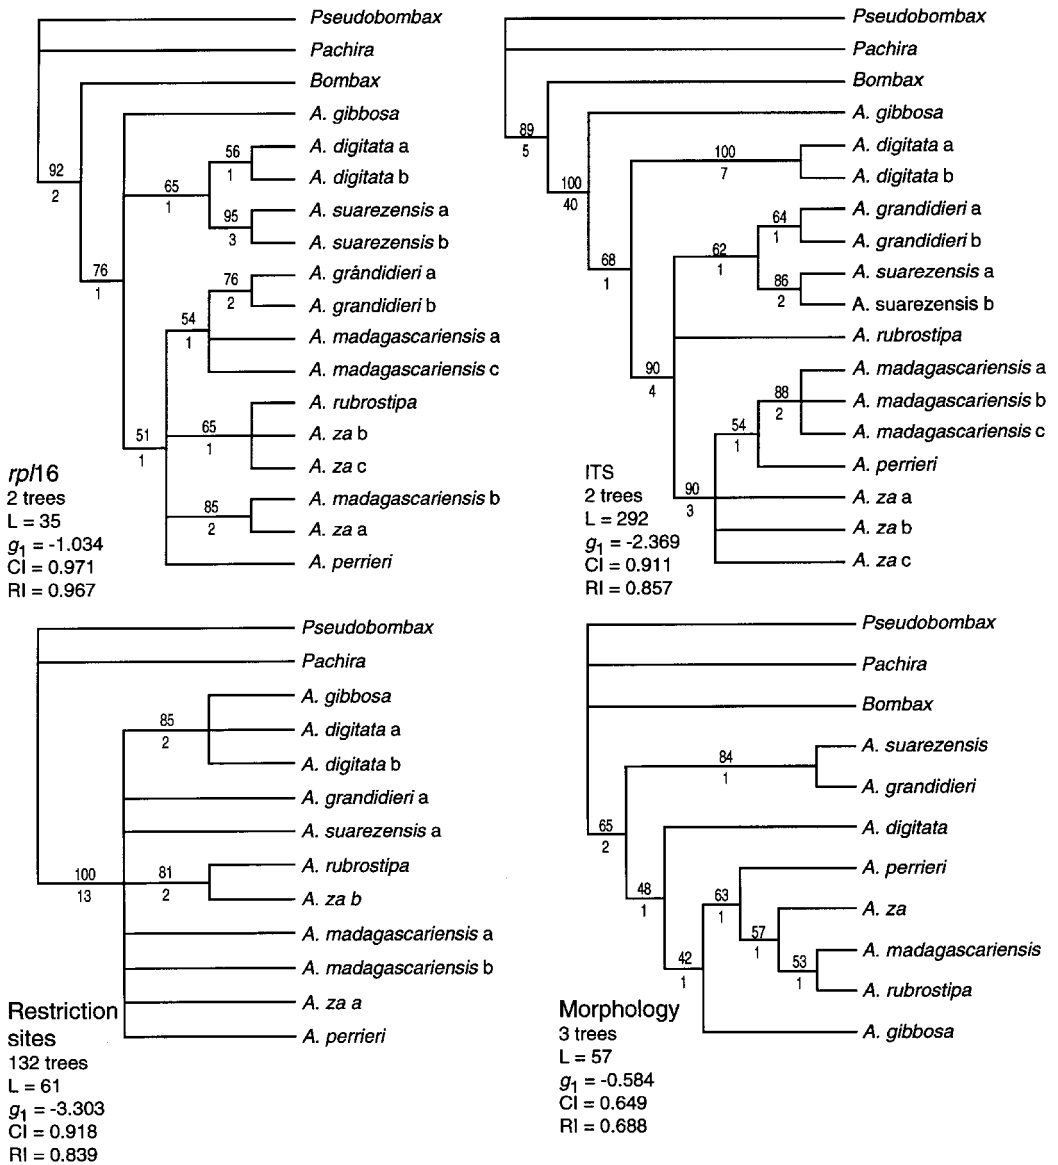 Pseudobombax
Pachira
Bombax
A. gibbosa
A. digitata a
A. digitata b
A. suarezensis a
A. suarezensis b
A. grándidieri a
A. grandidieri b
A. madagascariensis a
A. madagascariensis c
A. rubrostipa
A. za b
A. za c
A. madagascariensis b
A. za a
A. perrieri
92
2
76
1
65
1
56
1
95
3
76
2
54
1
51
1
65
1
85
2
rpl16
2 trees
L = 35
g1 = -1.034
CI = 0.971
RI = 0.967
Pseudobombax
Pachira
Bombax
A. gibbosa
A. digitata a
A. digitata b
A. grandidieri a
A. grandidieri b
A. suarezensis a
A. suarezensis b
A. rubrostipa
A. madagascariensis a
A. madagascariensis b
A. madagascariensis c
A. perrieri
A. za a
A. za b
A. za c
89
5
100
40
100
7
68
1
64
1
62
1
86
2
90
4
88
2
54
1
90
3
ITS
2 trees
L = 292
g1 = -2.369
CI = 0.911
RI = 0.857
Pseudobombax
Pachira
A. gibbosa
A. digitata a
A. digitata b
A. grandidieri a
A. suarezensis a
A. rubrostipa
A. za b
A. madagascariensis a
A. madagascariensis b
A. za a
A. perrieri
85
2
100
13
81
2
Restriction
sites
132 trees
L = 61
g1 = -3.303
CI = 0.918
RI = 0.839
Pseudobombax
Pachira
Bombax
A. suarezensis
A. grandidieri
A. digitata
A. perrieri
A. za
A. madagascariensis
A. rubrostipa
A. gibbosa
84
1
65
2
48
1
63
1
57
1
53
1
42
1
Morphology
3 trees
L = 57
g1 = -0.584
CI = 0.649
RI = 0.688